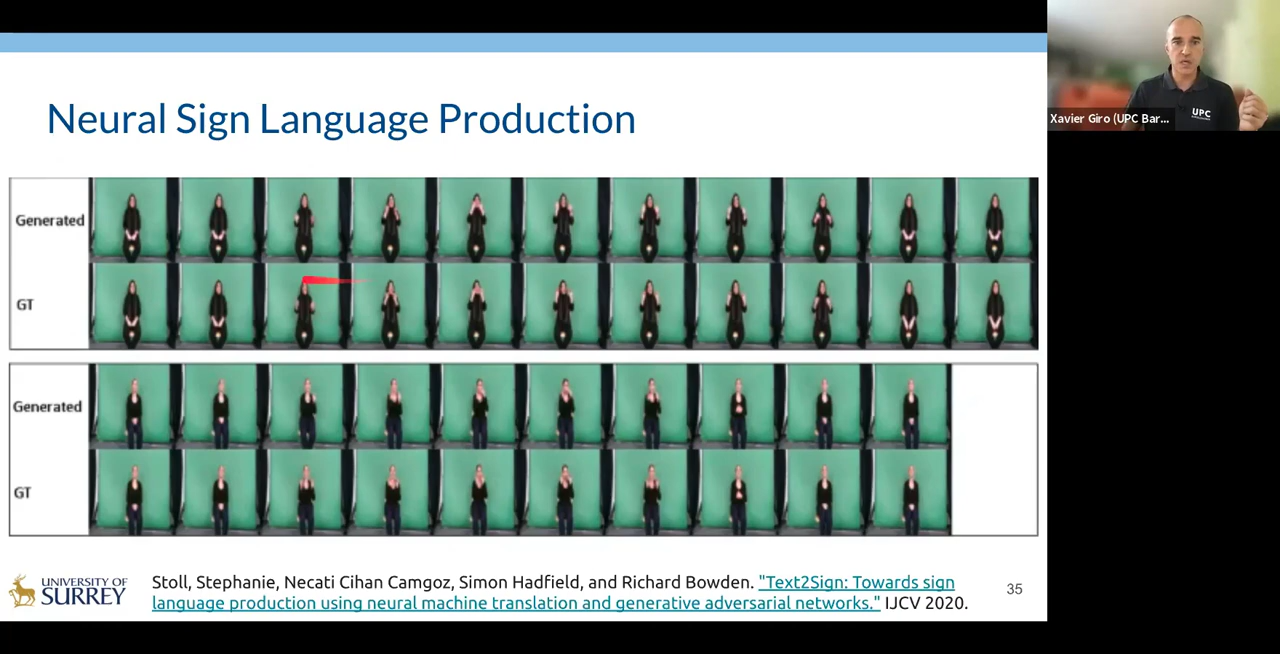 Neural Sign Language Production
UPC
Xavier Giro (UPC Bar...
Generated
GT
Generated
GT
UNIVERSITY OF
SURREY
Stoll, Stephanie, Necati Cihan Camgoz, Simon Hadfield, and Richard Bowden. "Text2Sign: Towards sign
language production using neural machine translation and generative adversarial networks." IJCV 2020.
35